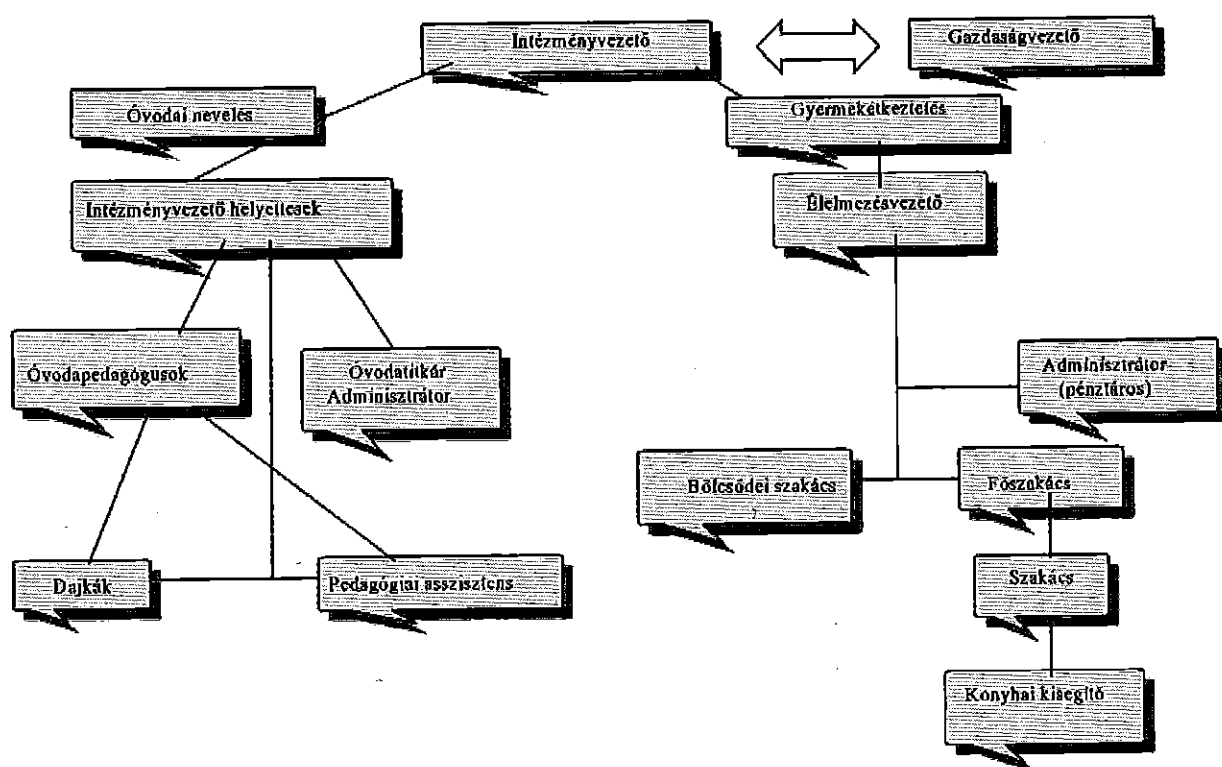 Intézményvezető
Gazdaságvezető
Óvodai nevelés
Gyermekétkeztetés
Intézményvezető helyettesek
Élelmezésvezető
Óvodapedagógusok
Óvodatitkár
Adminisztrátor
Adminisztrátor
(pénztáros)
Bölcsődei szakács
Főszakács
Dajkák
Pedagógiai asszisztens
Szakács
Konyhai kisegítő